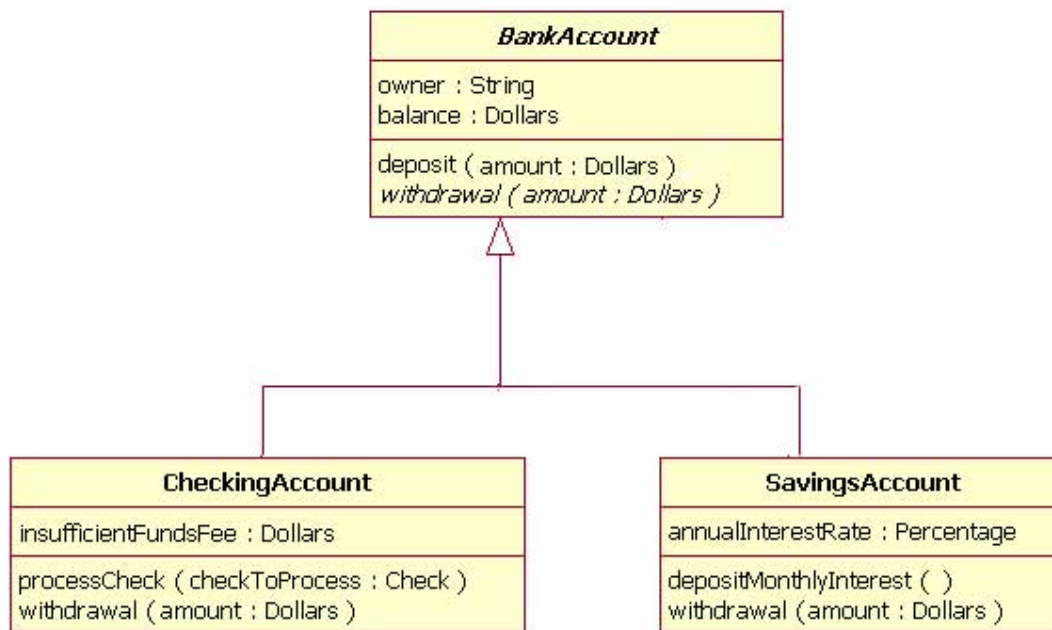 BankAccount
owner : String
balance : Dollars
deposit ( amount : Dollars )
withdrawal ( amount : Dollars )
CheckingAccount
insufficientFundsFee : Dollars
processCheck ( checkToProcess : Check )
withdrawal ( amount : Dollars )
SavingsAccount
annualInterestRate : Percentage
depositMonthlyInterest ( )
withdrawal ( amount : Dollars )